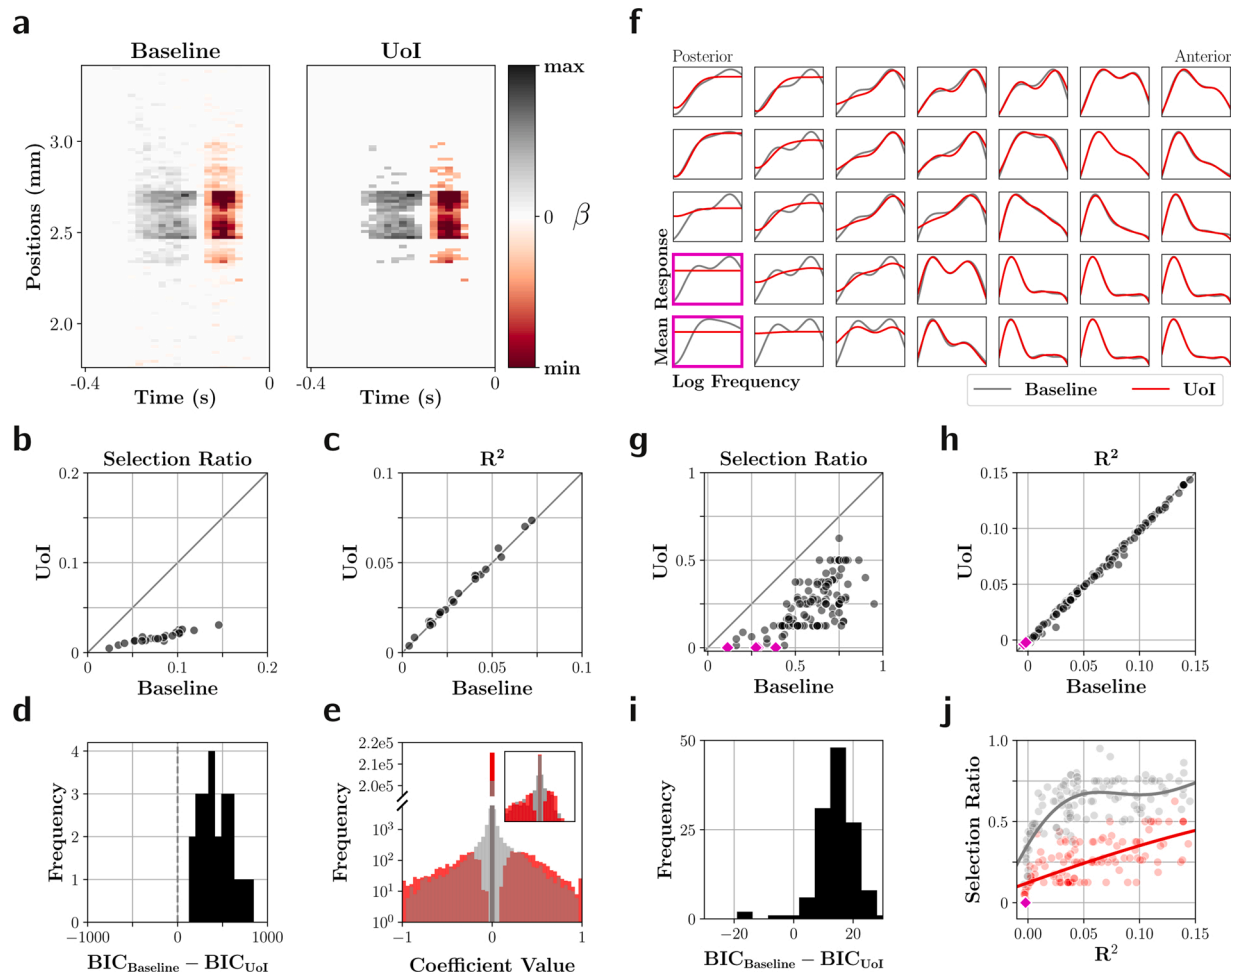 a
Baseline
UoI
Positions (mm)
3.0
2.5
2.0
-0.4
0
Time (s)
-0.4
0
Time (s)
max
0
β
min
f
Posterior
Anterior
Mean Response
Log Frequency
Baseline
UoI
b
Selection Ratio
UoI
0.2
0.1
0
0
0.1
0.2
Baseline
c
R²
UoI
0.1
0.05
0
0
0.05
0.1
Baseline
g
Selection Ratio
UoI
1
0.5
0
0
0.5
1
Baseline
h
R²
UoI
0.15
0.10
0.05
0
0
0.05
0.10
0.15
Baseline
d
Frequency
4
3
2
1
0
−1000
0
1000
BIC_Baseline − BIC_UoI
e
Frequency
2.2e5
2.0e5
10³
10²
10¹
10⁰
−1
0
1
Coefficient Value
i
Frequency
50
25
0
−20
0
20
BIC_Baseline − BIC_UoI
j
Selection Ratio
1.0
0.5
0
0.00
0.05
0.10
0.15
R²